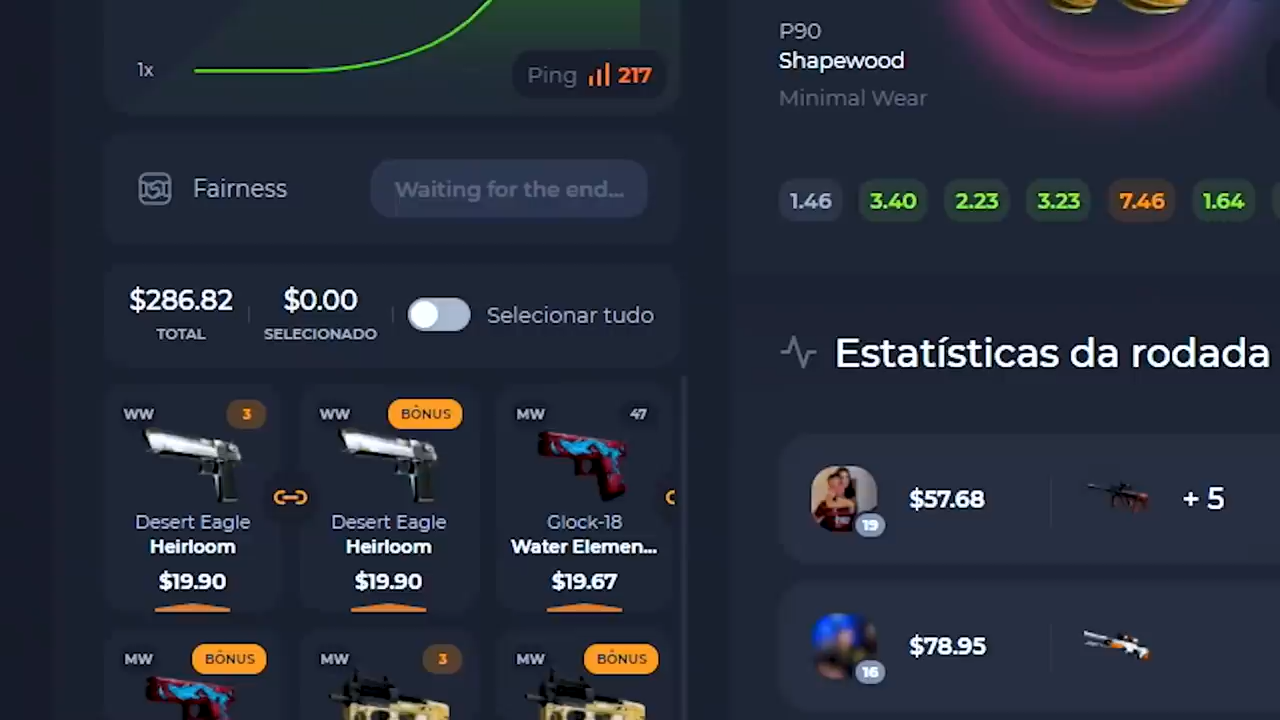 1x
Ping 217
Fairness
Waiting for the end...
$286.82
TOTAL
$0.00
SELECIONADO
Selecionar tudo
WW 3
Desert Eagle
Heirloom
$19.90
WW BÔNUS
Desert Eagle
Heirloom
$19.90
MW 47
Glock-18
Water Elemen...
$19.67
MW BÔNUS
MW 3
MW BÔNUS
P90
Shapewood
Minimal Wear
1.46 3.40 2.23 3.23 7.46 1.64
Estatísticas da rodada
19 $57.68 + 5
16 $78.95